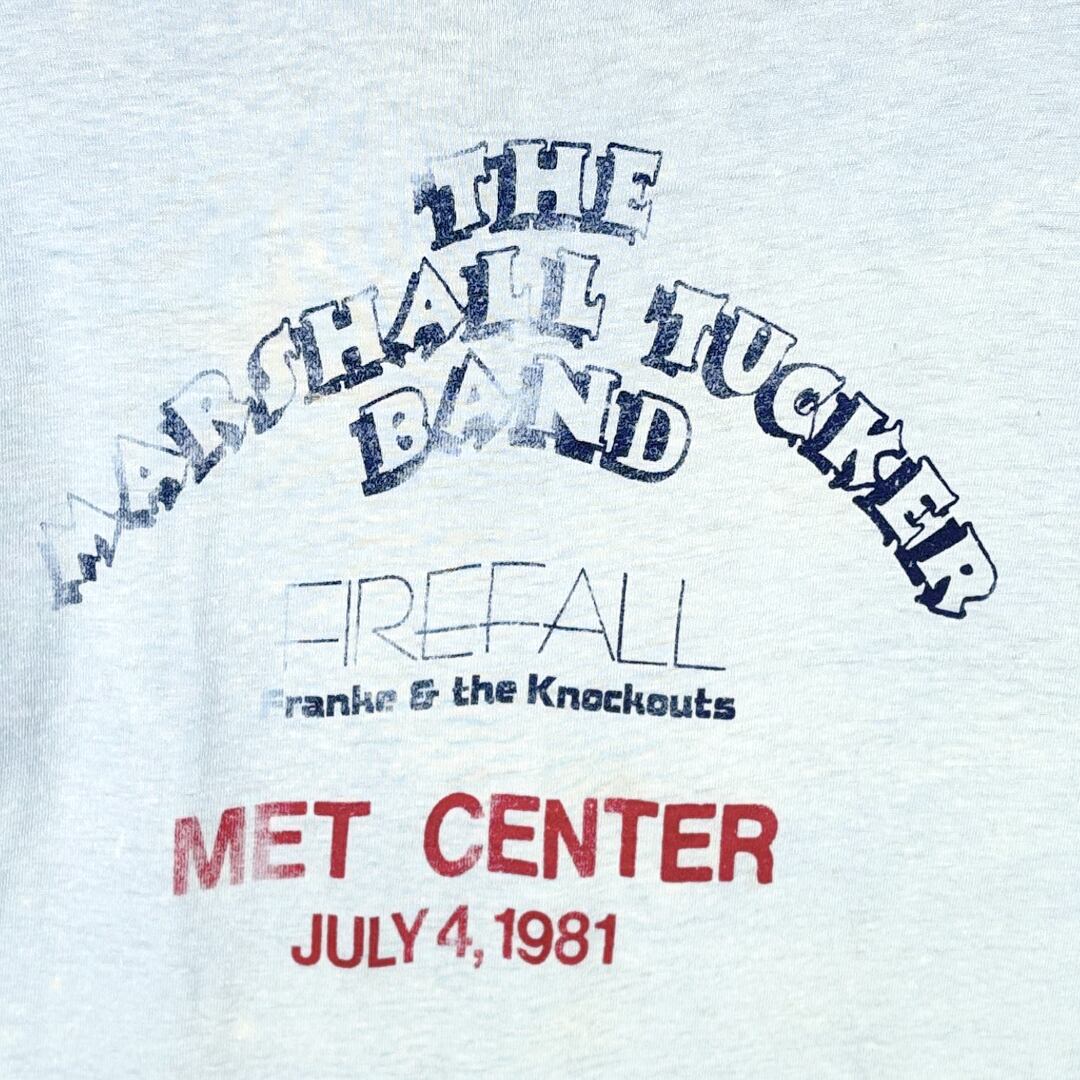 THE
MARSHALL TUCKER
BAND
FIREFALL
Franke & the Knockouts
MET CENTER
JULY 4, 1981